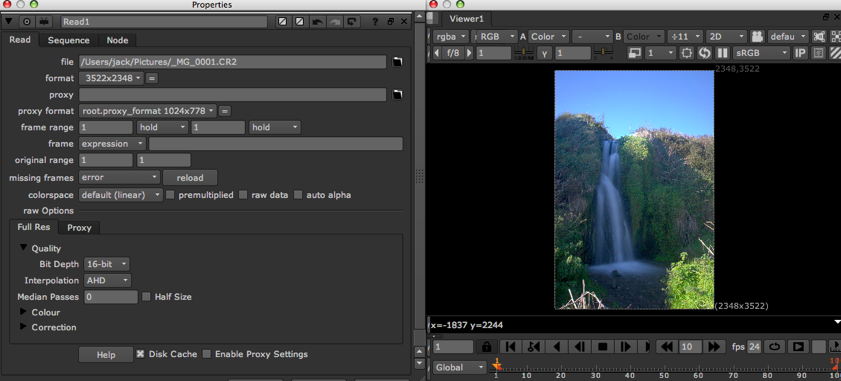 Properties
Read1
?
Read Sequence Node
file /Users/jack/Pictures/_MG_0001.CR2
format 3522x2348 =
proxy
proxy format root.proxy_format 1024x778 =
frame range 1 hold 1 hold
frame expression
original range 1 1
missing frames error reload
colorspace default (linear) premultiplied raw data auto alpha
raw Options
Full Res Proxy
Quality
Bit Depth 16-bit
Interpolation AHD
Median Passes 0 Half Size
Colour
Correction
Help Disk Cache Enable Proxy Settings
Viewer1
rgba RGB A Color - B Color ÷11 2D defau
f/8 1 Y 1 1 sRGB IP
2348,3522
(2348x3522)
x=-1837 y=2244
1 10 fps 24
Global 1 10 20 30 40 50 60 70 80 90 100
1